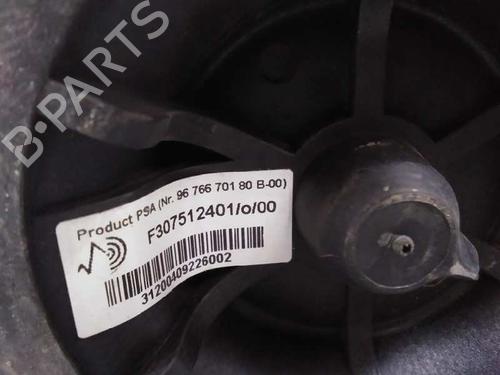 B-PARTS
Product PSA (Nr. 96 766 701 80 B-00)
F307512401/o/00
31200409226002